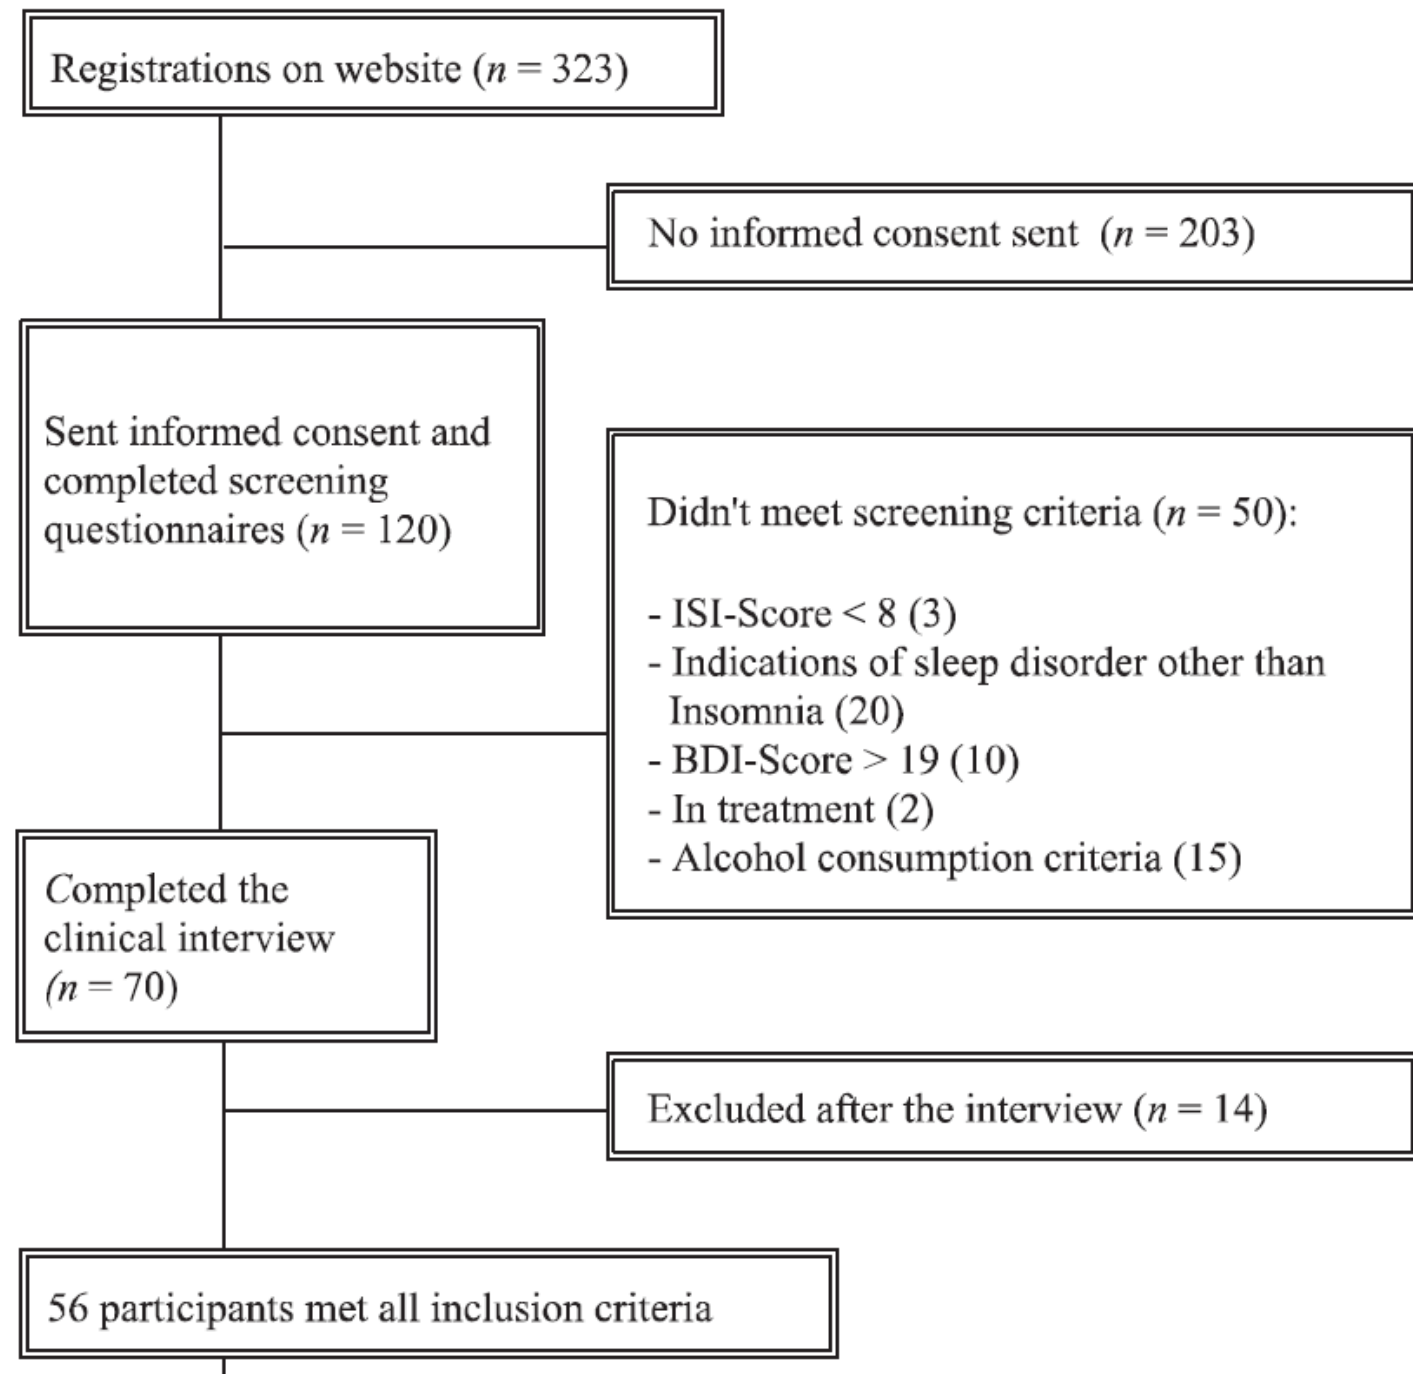 Registrations on website (n = 323)
No informed consent sent (n = 203)
Sent informed consent and
completed screening
questionnaires (n = 120)
Didn't meet screening criteria (n = 50):
- ISI-Score < 8 (3)
- Indications of sleep disorder other than
Insomnia (20)
- BDI-Score > 19 (10)
- In treatment (2)
- Alcohol consumption criteria (15)
Completed the
clinical interview
(n = 70)
Excluded after the interview (n = 14)
56 participants met all inclusion criteria